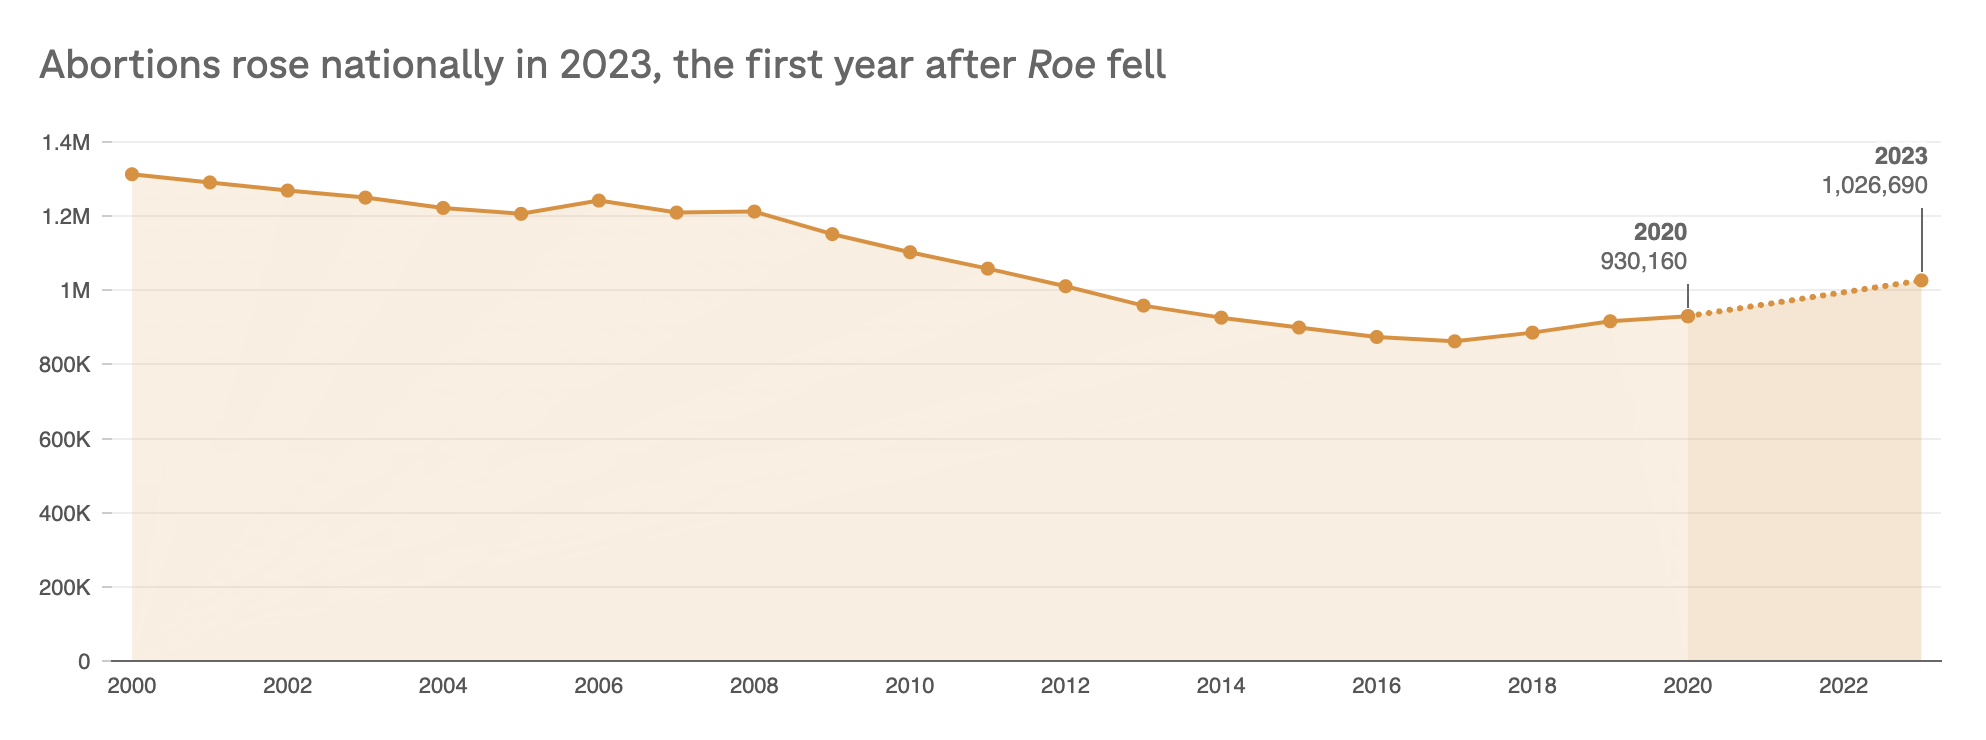 Abortions rose nationally in 2023, the first year after Roe fell
1.4M
1.2M
1M
800K
600K
400K
200K
0
2023
1,026,690
2020
930,160
2000 2002 2004 2006 2008 2010 2012 2014 2016 2018 2020 2022